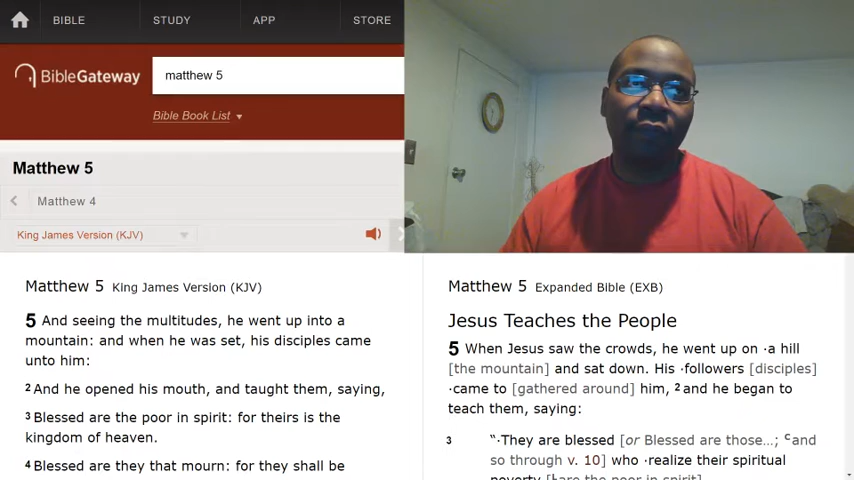 BIBLE STUDY APP STORE
BibleGateway
matthew 5
Bible Book List
Matthew 5
Matthew 4
King James Version (KJV)
Matthew 5 King James Version (KJV)
5 And seeing the multitudes, he went up into a
mountain: and when he was set, his disciples came
unto him:
2 And he opened his mouth, and taught them, saying,
3 Blessed are the poor in spirit: for theirs is the
kingdom of heaven.
4 Blessed are they that mourn: for they shall be
Matthew 5 Expanded Bible (EXB)
Jesus Teaches the People
5 When Jesus saw the crowds, he went up on ·a hill
[the mountain] and sat down. His ·followers [disciples]
·came to [gathered around] him, 2 and he began to
teach them, saying:
3 “·They are blessed [or Blessed are those…; C and
so through v. 10] who ·realize their spiritual
poverty [L are the poor in spirit]